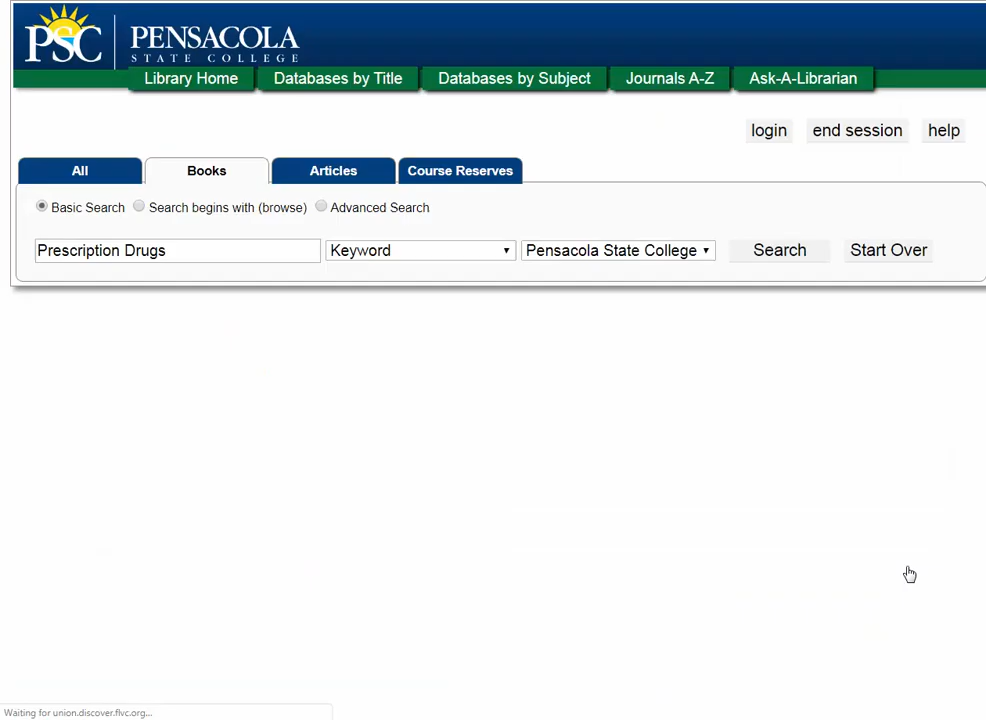 PSC PENSACOLA
STATE COLLEGE
Library Home Databases by Title Databases by Subject Journals A-Z Ask-A-Librarian
login end session help
All Books Articles Course Reserves
Basic Search Search begins with (browse) Advanced Search
Prescription Drugs Keyword Pensacola State College Search Start Over
Waiting for union.discover.flvc.org...